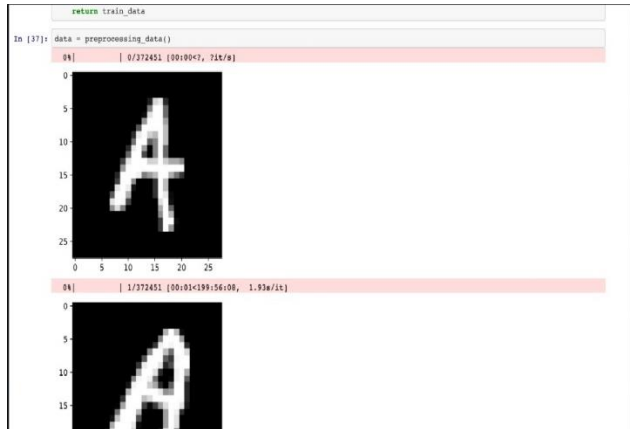 return train_data
In [37]: data = preprocessing_data()
0%| | 0/372451 [00:00<?, ?it/s]
0
5
10
15
20
25
0 5 10 15 20 25
A
0%| | 1/372451 [00:01<199:56:08, 1.93s/it]
0
5
10
15
A